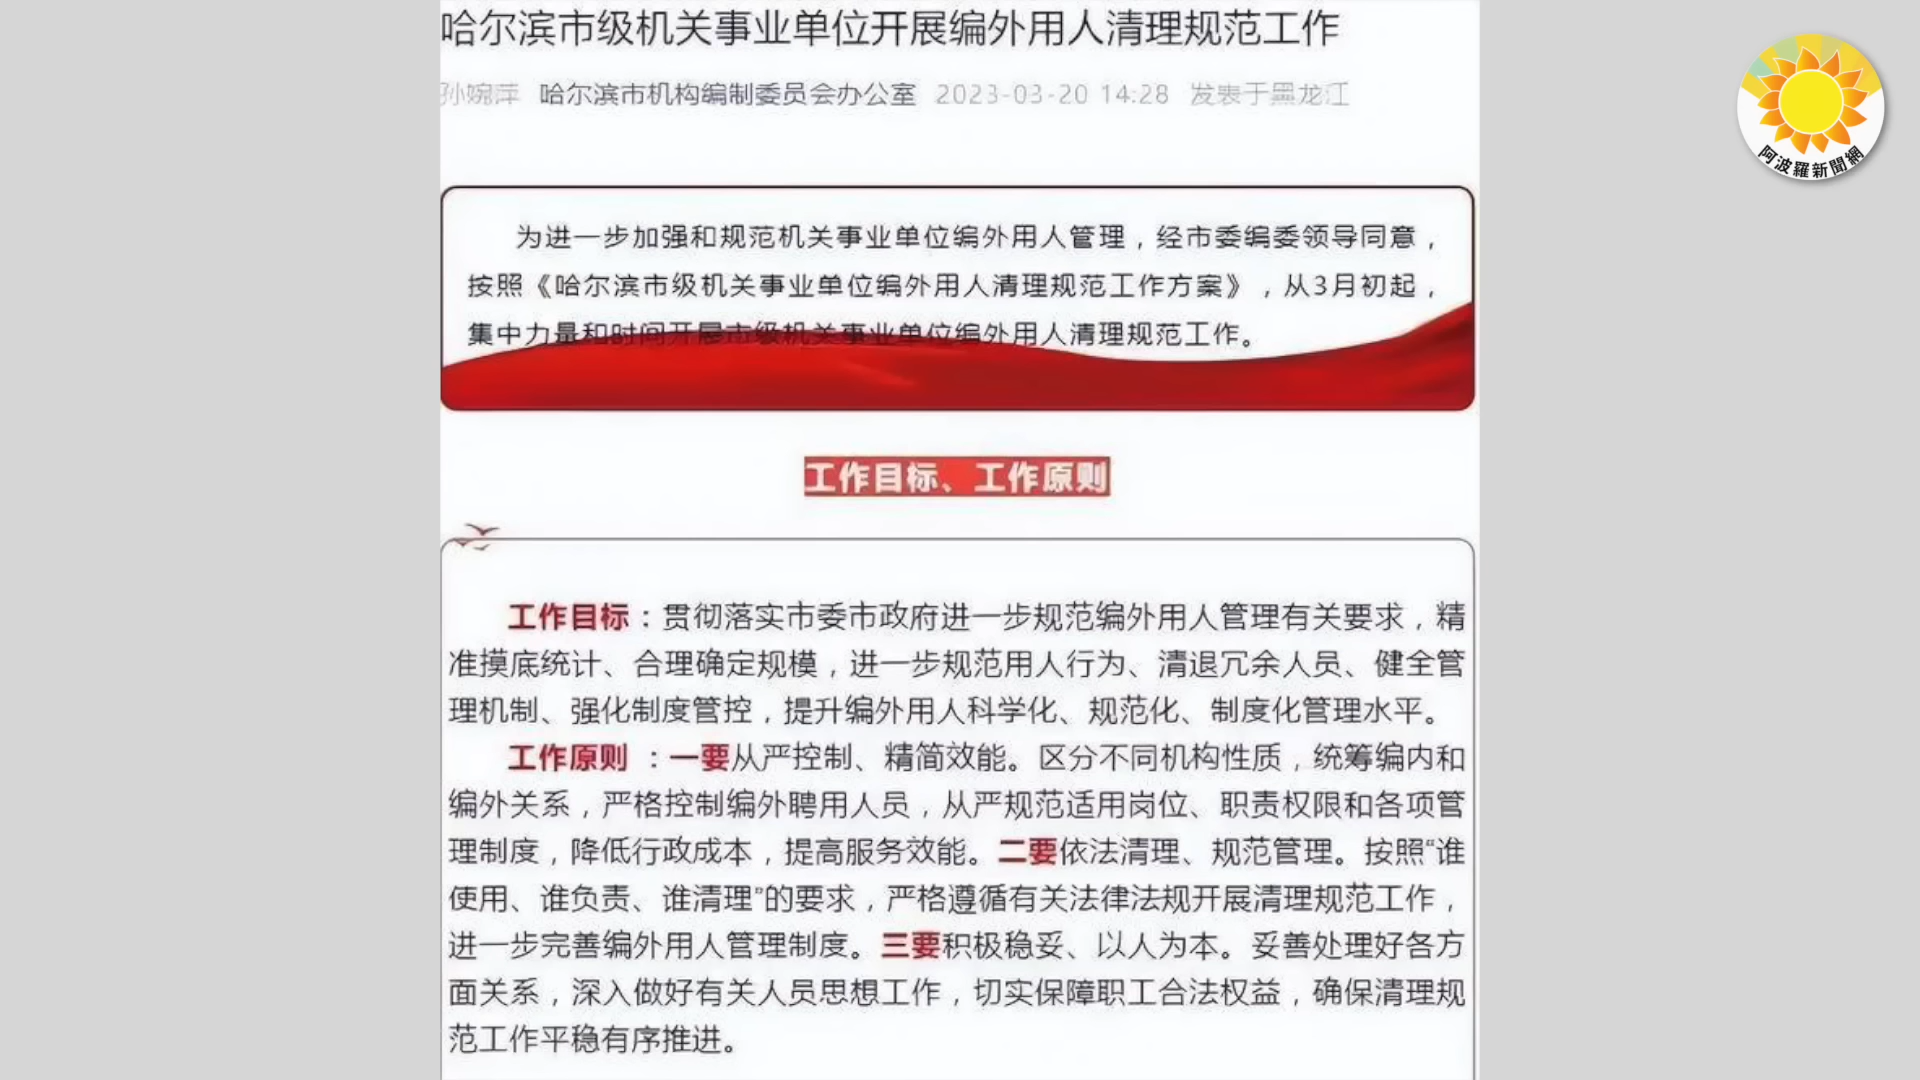 哈尔滨市级机关事业单位开展编外用人清理规范工作
孙婉萍 哈尔滨市机构编制委员会办公室 2023-03-20 14:28 发表于黑龙江
阿波羅新聞網
为进一步加强和规范机关事业单位编外用人管理，经市委编委领导同意，
按照《哈尔滨市级机关事业单位编外用人清理规范工作方案》，从3月初起，
集中力量和时间开展市级机关事业单位编外用人清理规范工作。
工作目标、工作原则
工作目标：贯彻落实市委市政府进一步规范编外用人管理有关要求，精
准摸底统计、合理确定规模，进一步规范用人行为、清退冗余人员、健全管
理机制、强化制度管控，提升编外用人科学化、规范化、制度化管理水平。
工作原则 ：一要从严控制、精简效能。区分不同机构性质，统筹编内和
编外关系，严格控制编外聘用人员，从严规范适用岗位、职责权限和各项管
理制度，降低行政成本，提高服务效能。二要依法清理、规范管理。按照“谁
使用、谁负责、谁清理”的要求，严格遵循有关法律法规开展清理规范工作，
进一步完善编外用人管理制度。三要积极稳妥、以人为本。妥善处理好各方
面关系，深入做好有关人员思想工作，切实保障职工合法权益，确保清理规
范工作平稳有序推进。